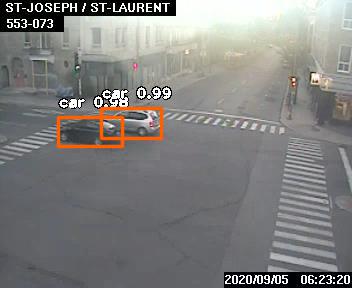 ST-JOSEPH / ST-LAURENT
553-073
car 0.98
car 0.99
2020/09/05 06:23:20